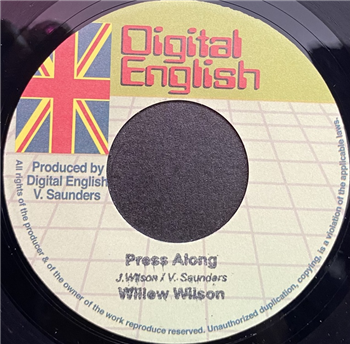 Digital
English
Produced by
Digital English
V. Saunders
Press Along
J. Wilson / V. Saunders
Willow Wilson
All rights of the producer & of the owner of the work reproduced reserved. Unauthorized duplication, copying, is a violation of the applicable laws.